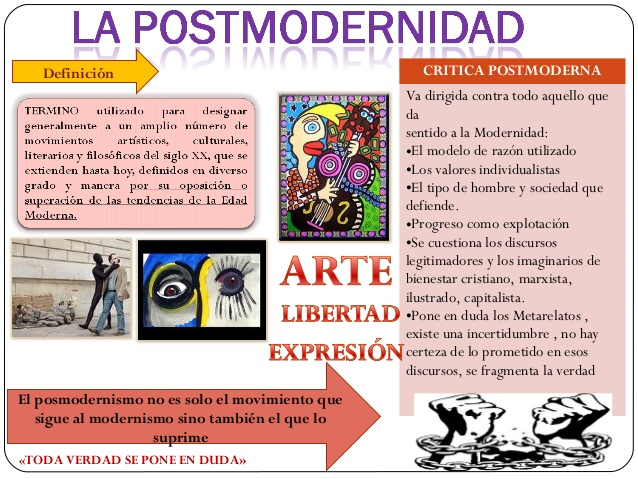 LA POSTMODERNIDAD
Definición
TERMINO utilizado para designar
generalmente a un amplio número de
movimientos artísticos, culturales,
literarios y filosóficos del siglo XX, que se
extienden hasta hoy, definidos en diverso
grado y manera por su oposición o
superación de las tendencias de la Edad
Moderna.
ARTE
LIBERTAD
EXPRESIÓN
CRITICA POSTMODERNA
Va dirigida contra todo aquello que
da
sentido a la Modernidad:
•El modelo de razón utilizado
•Los valores individualistas
•El tipo de hombre y sociedad que
defiende.
•Progreso como explotación
•Se cuestiona los discursos
legitimadores y los imaginarios de
bienestar cristiano, marxista,
ilustrado, capitalista.
•Pone en duda los Metarelatos ,
existe una incertidumbre , no hay
certeza de lo prometido en esos
discursos, se fragmenta la verdad
El posmodernismo no es solo el movimiento que
sigue al modernismo sino también el que lo
suprime
«TODA VERDAD SE PONE EN DUDA»